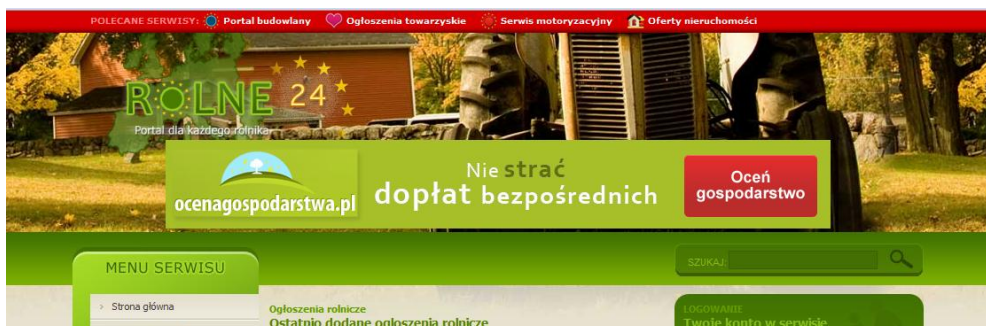 POLECANE SERWISY: Portal budowlany Ogłoszenia towarzyskie Serwis motoryzacyjny Oferty nieruchomości
ROLNE 24
Portal dla każdego rolnika
ocenagospodarstwa.pl
Nie strać
dopłat bezpośrednich
Oceń
gospodarstwo
MENU SERWISU
SZUKAJ:
Strona główna
Ogłoszenia rolnicze
Ostatnio dodane ogłoszenia rolnicze
LOGOWANIE
Twoje konto w serwisie